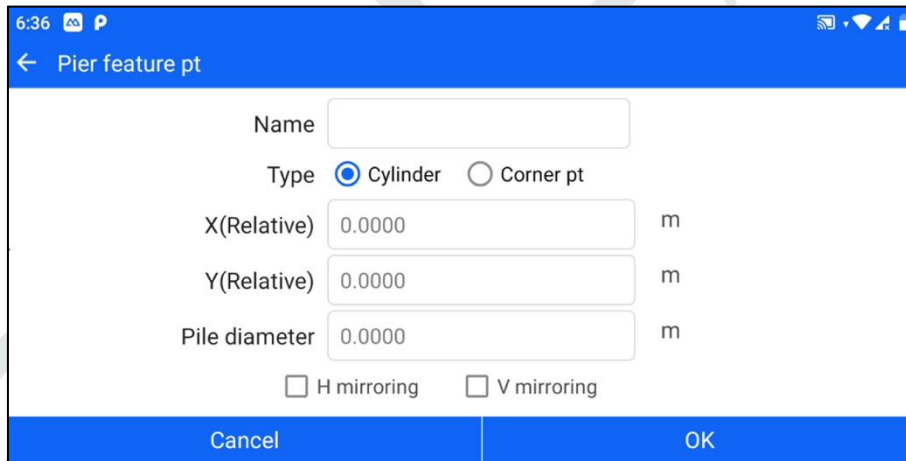 6:36
Pier feature pt
Name
Type Cylinder Corner pt
X(Relative) 0.0000 m
Y(Relative) 0.0000 m
Pile diameter 0.0000 m
H mirroring V mirroring
Cancel OK